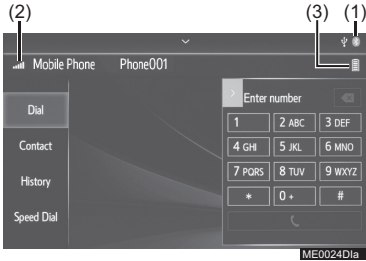 (2) (3) (1)
Mobile Phone Phone001
Enter number
Dial
1 2 ABC 3 DEF
Contact
4 GHI 5 JKL 6 MNO
7 PQRS 8 TUV 9 WXYZ
History
* 0 + #
Speed Dial
ME0024DIa